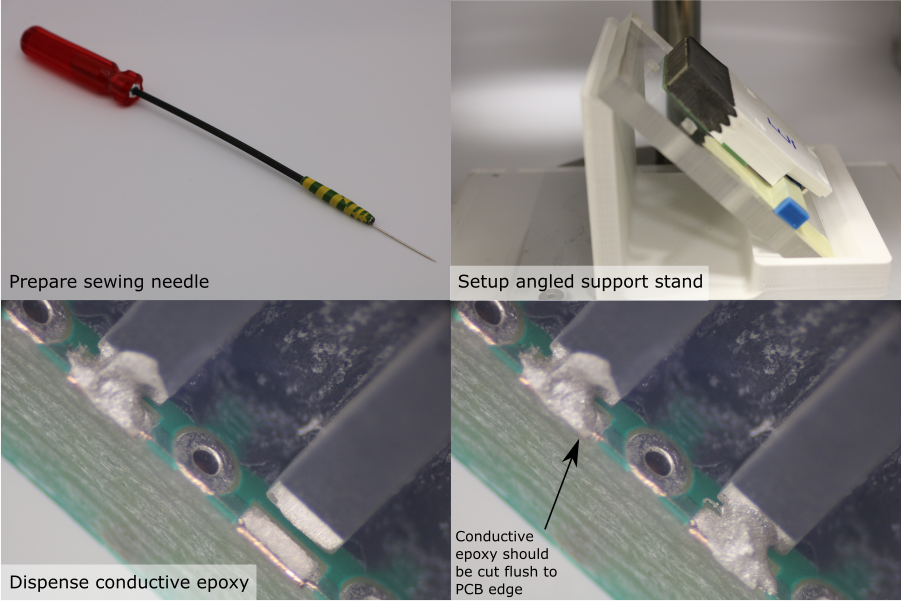 Prepare sewing needle
Setup angled support stand
Dispense conductive epoxy
Conductive
epoxy should
be cut flush to
PCB edge